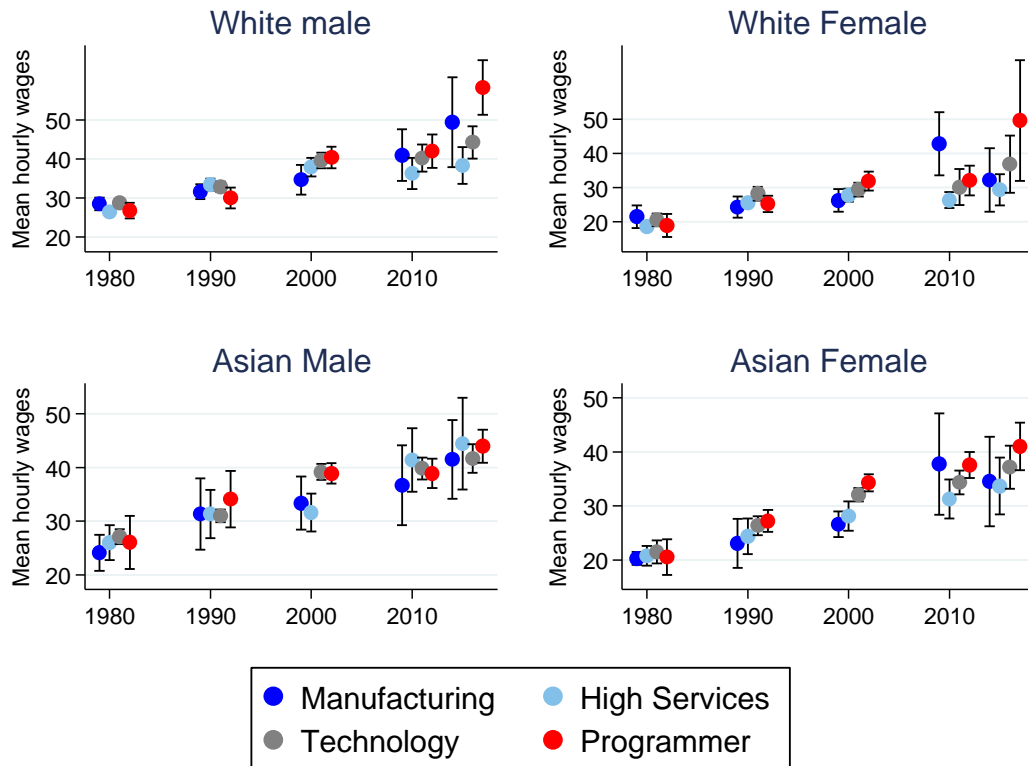 White male
Mean hourly wages
50
40
30
20
1980 1990 2000 2010
White Female
Mean hourly wages
50
40
30
20
1980 1990 2000 2010
Asian Male
Mean hourly wages
50
40
30
20
1980 1990 2000 2010
Asian Female
Mean hourly wages
50
40
30
20
1980 1990 2000 2010
Manufacturing High Services
Technology Programmer